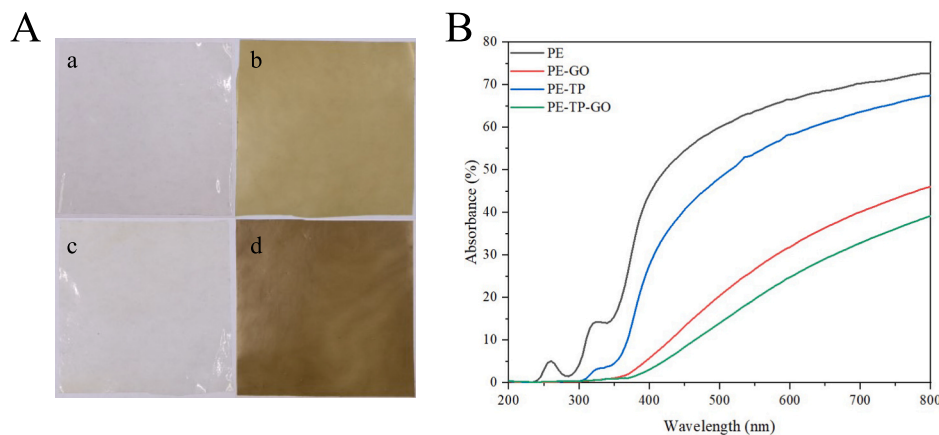 A
a
b
c
d
B
80
70
60
50
40
30
20
10
0
Absorbance (%)
PE
PE-GO
PE-TP
PE-TP-GO
200
300
400
500
600
700
800
Wavelength (nm)